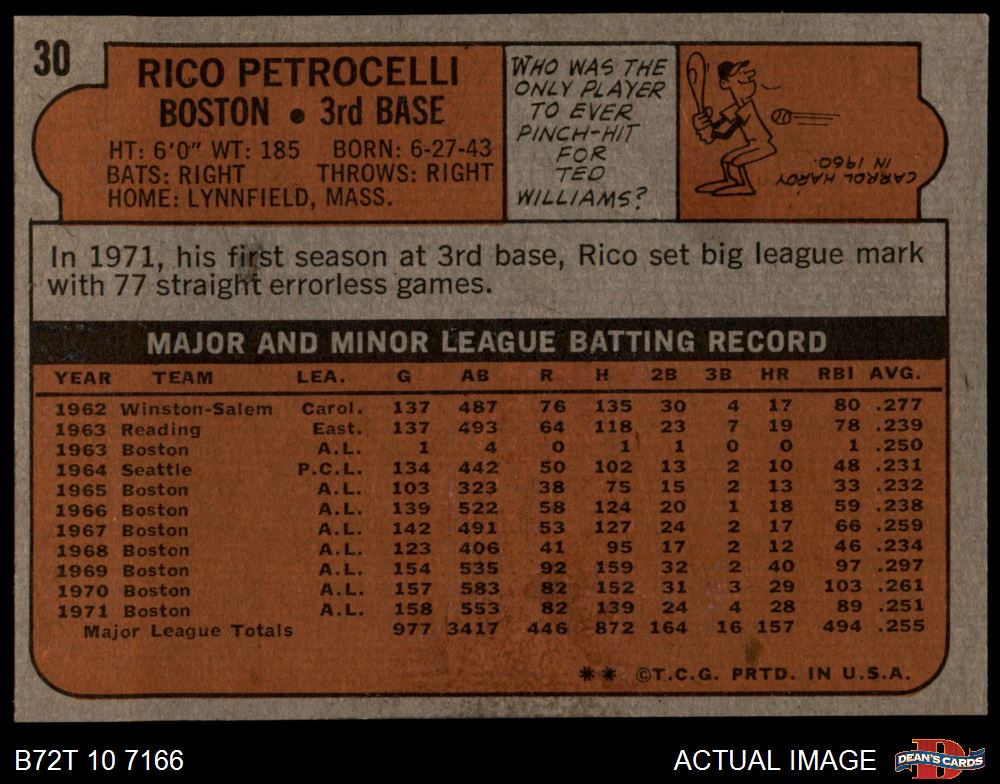 30
RICO PETROCELLI
BOSTON • 3rd BASE
HT: 6'0" WT: 185 BORN: 6-27-43
BATS: RIGHT THROWS: RIGHT
HOME: LYNNFIELD, MASS.
WHO WAS THE
ONLY PLAYER
TO EVER
PINCH-HIT
FOR
TED
WILLIAMS?
CARROL HARDY
IN 1960.
In 1971, his first season at 3rd base, Rico set big league mark
with 77 straight errorless games.
MAJOR AND MINOR LEAGUE BATTING RECORD
YEAR TEAM LEA. G AB R H 2B 3B HR RBI AVG.
1962 Winston-Salem Carol. 137 487 76 135 30 4 17 80 .277
1963 Reading East. 137 493 64 118 23 7 19 78 .239
1963 Boston A.L. 1 4 0 1 1 0 0 1 .250
1964 Seattle P.C.L. 134 442 50 102 13 2 10 48 .231
1965 Boston A.L. 103 323 38 75 15 2 13 33 .232
1966 Boston A.L. 139 522 58 124 20 1 18 59 .238
1967 Boston A.L. 142 491 53 127 24 2 17 66 .259
1968 Boston A.L. 123 406 41 95 17 2 12 46 .234
1969 Boston A.L. 154 535 92 159 32 2 40 97 .297
1970 Boston A.L. 157 583 82 152 31 3 29 103 .261
1971 Boston A.L. 158 553 82 139 24 4 28 89 .251
Major League Totals 977 3417 446 872 164 16 157 494 .255
** ©T.C.G. PRTD. IN U.S.A.
B72T 10 7166 ACTUAL IMAGE
DEAN'S CARDS